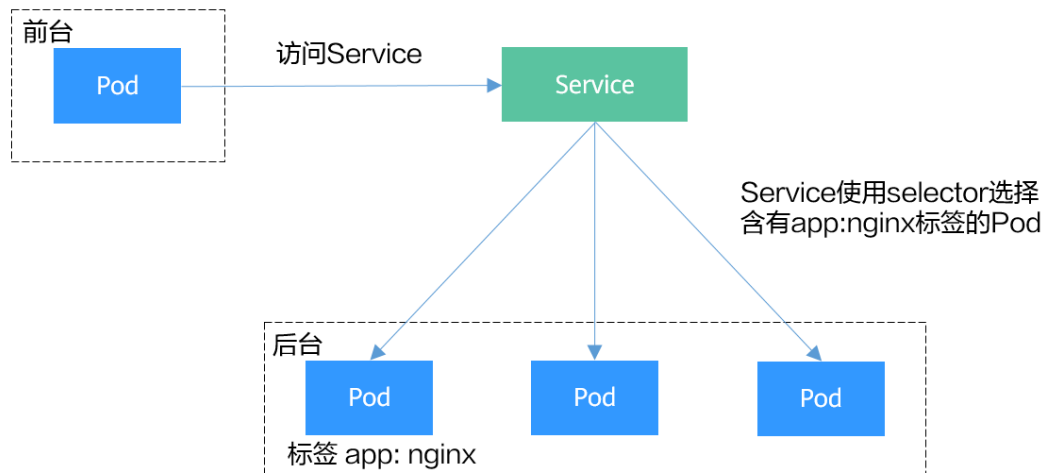 前台
Pod
访问Service
Service
Service使用selector选择
含有app:nginx标签的Pod
后台
Pod
Pod
Pod
标签 app: nginx